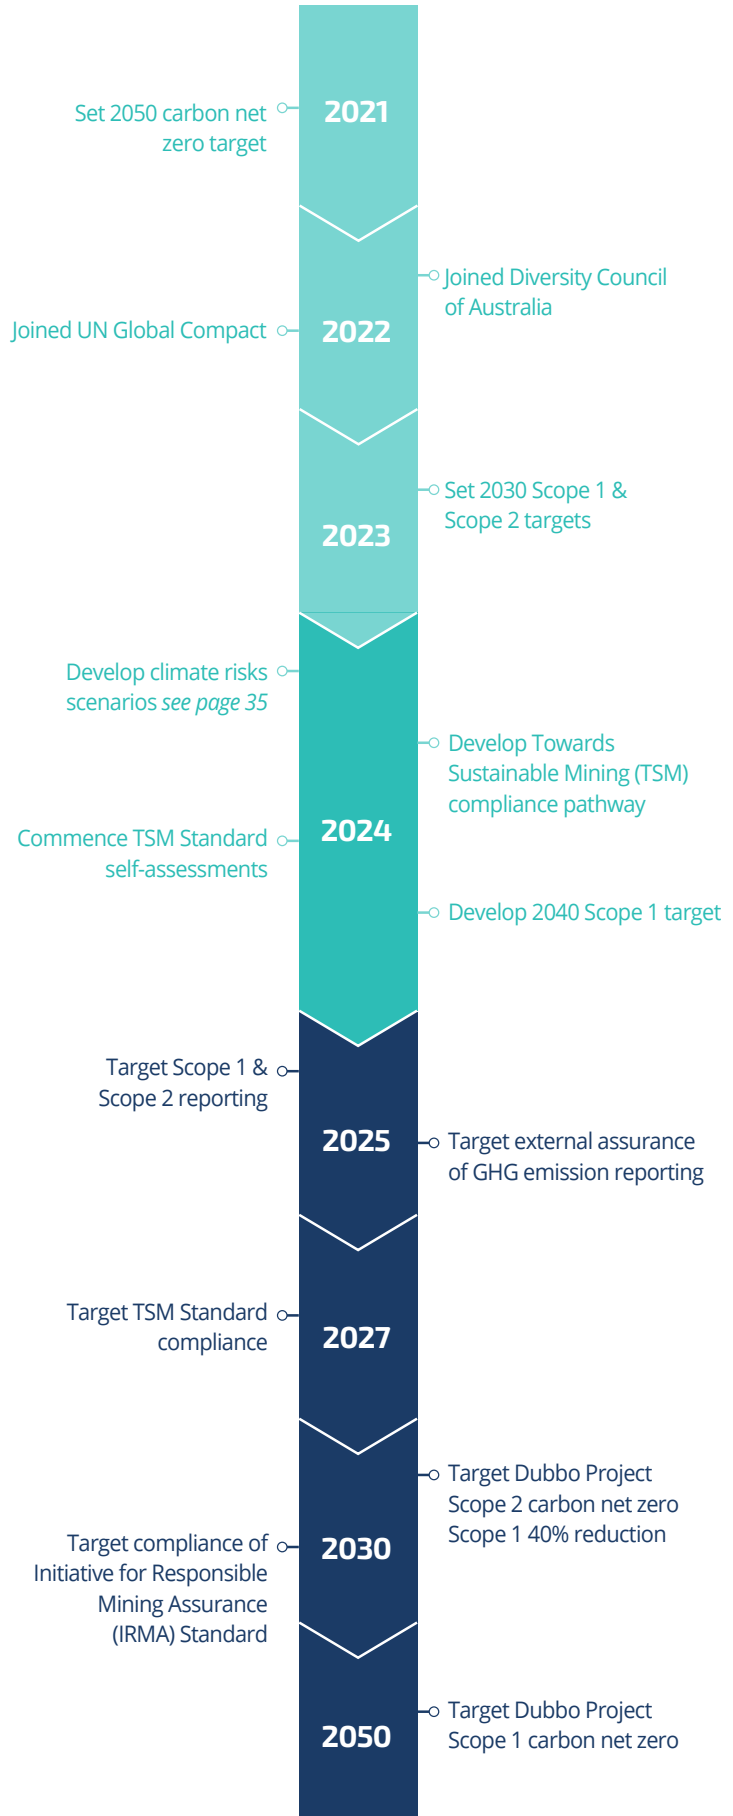 2021
Set 2050 carbon net
zero target
2022
Joined Diversity Council
of Australia
Joined UN Global Compact
2023
Set 2030 Scope 1 &
Scope 2 targets
2024
Develop climate risks
scenarios see page 35
Develop Towards
Sustainable Mining (TSM)
compliance pathway
Commence TSM Standard
self-assessments
Develop 2040 Scope 1 target
2025
Target Scope 1 &
Scope 2 reporting
Target external assurance
of GHG emission reporting
2027
Target TSM Standard
compliance
2030
Target Dubbo Project
Scope 2 carbon net zero
Scope 1 40% reduction
Target compliance of
Initiative for Responsible
Mining Assurance
(IRMA) Standard
2050
Target Dubbo Project
Scope 1 carbon net zero